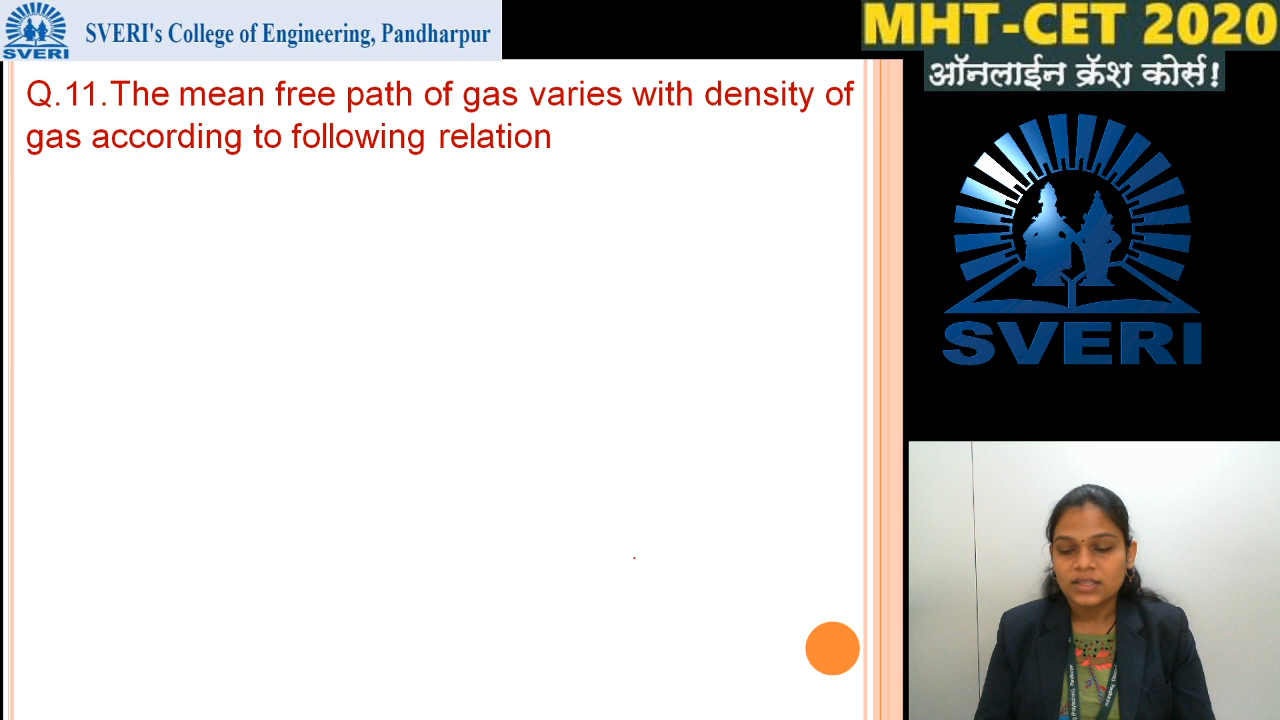 SVERI
SVERI's College of Engineering, Pandharpur
MHT-CET 2020
ऑनलाईन क्रॅश कोर्स!
Q.11.The mean free path of gas varies with density of
gas according to following relation
SVERI